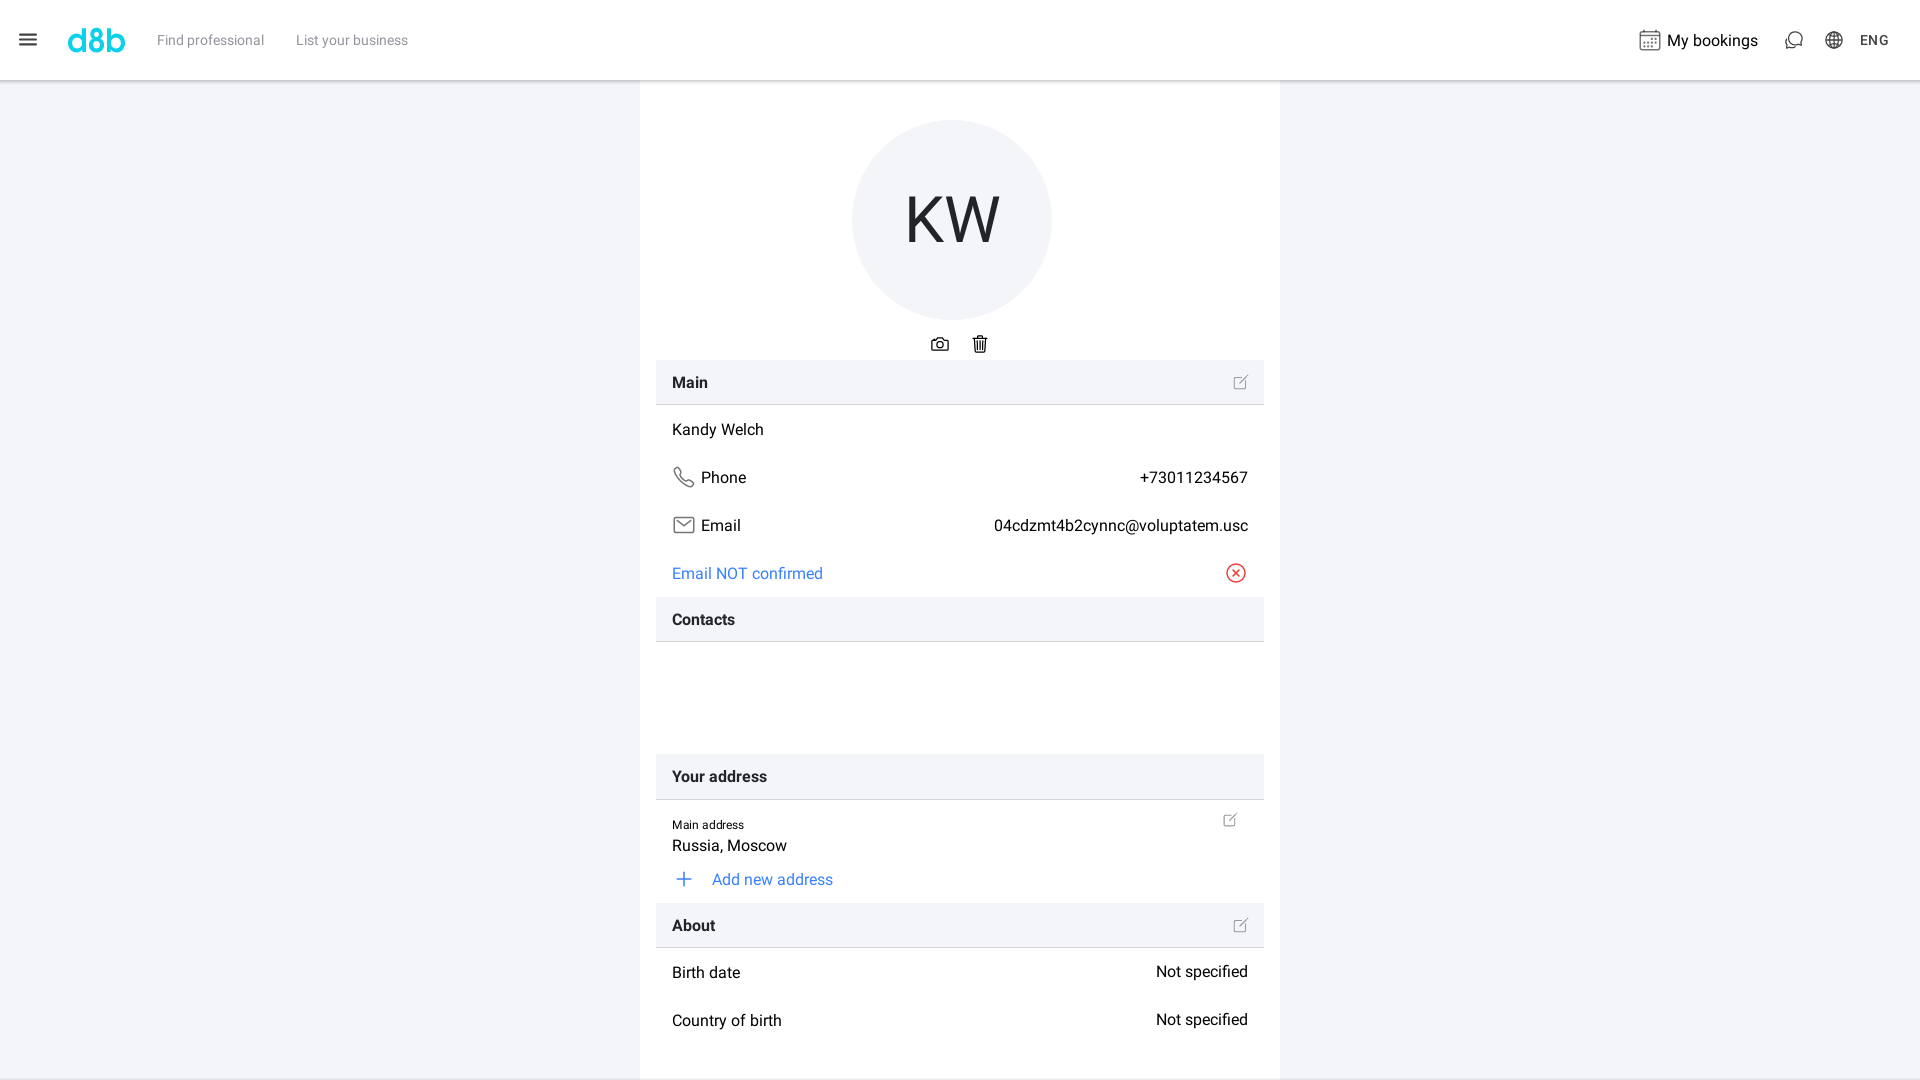 d8b
Find professional
List your business
My bookings
ENG
KW
Main
Kandy Welch
Phone
+73011234567
Email
04cdzmt4b2cynnc@voluptatem.usc
Email NOT confirmed
Contacts
Your address
Main address
Russia, Moscow
Add new address
About
Birth date
Not specified
Country of birth
Not specified